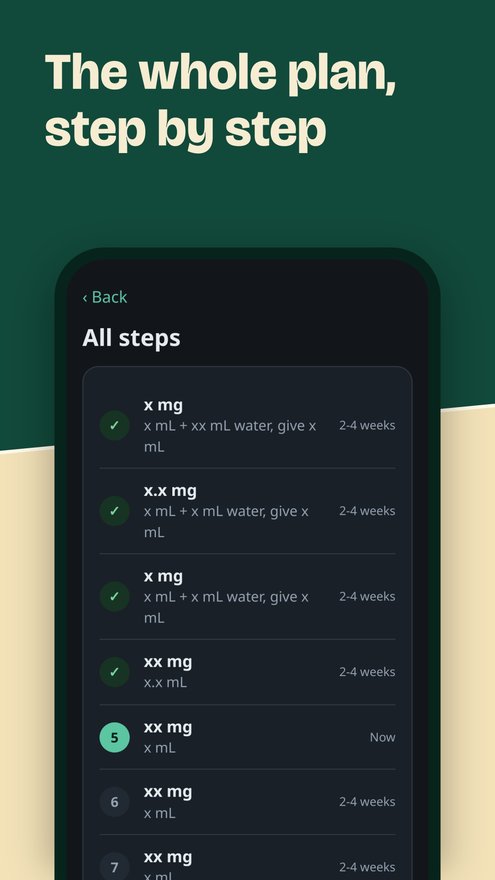 The whole plan,
step by step
‹ Back
All steps
✓
x mg
x mL + xx mL water, give x
mL
2-4 weeks
✓
x.x mg
x mL + x mL water, give x
mL
2-4 weeks
✓
x mg
x mL + x mL water, give x
mL
2-4 weeks
✓
xx mg
x.x mL
2-4 weeks
5
xx mg
x mL
Now
6
xx mg
x mL
2-4 weeks
7
xx mg
x mL
2-4 weeks